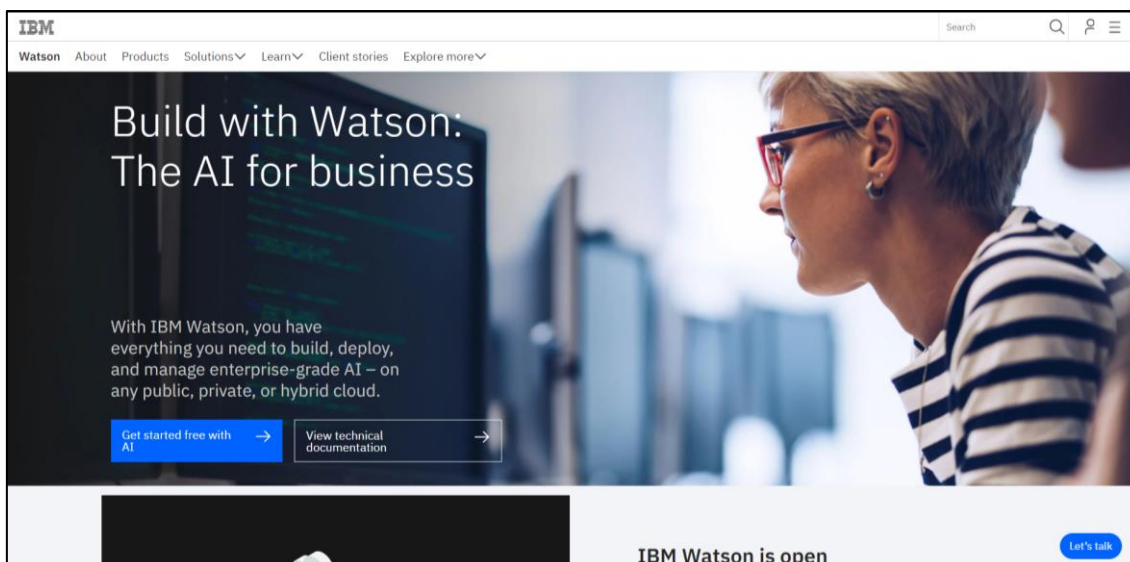 IBM
Search
Watson About Products Solutions Learn Client stories Explore more
Build with Watson:
The AI for business
With IBM Watson, you have
everything you need to build, deploy,
and manage enterprise-grade AI – on
any public, private, or hybrid cloud.
Get started free with
AI
View technical
documentation
IBM Watson is open
Let's talk